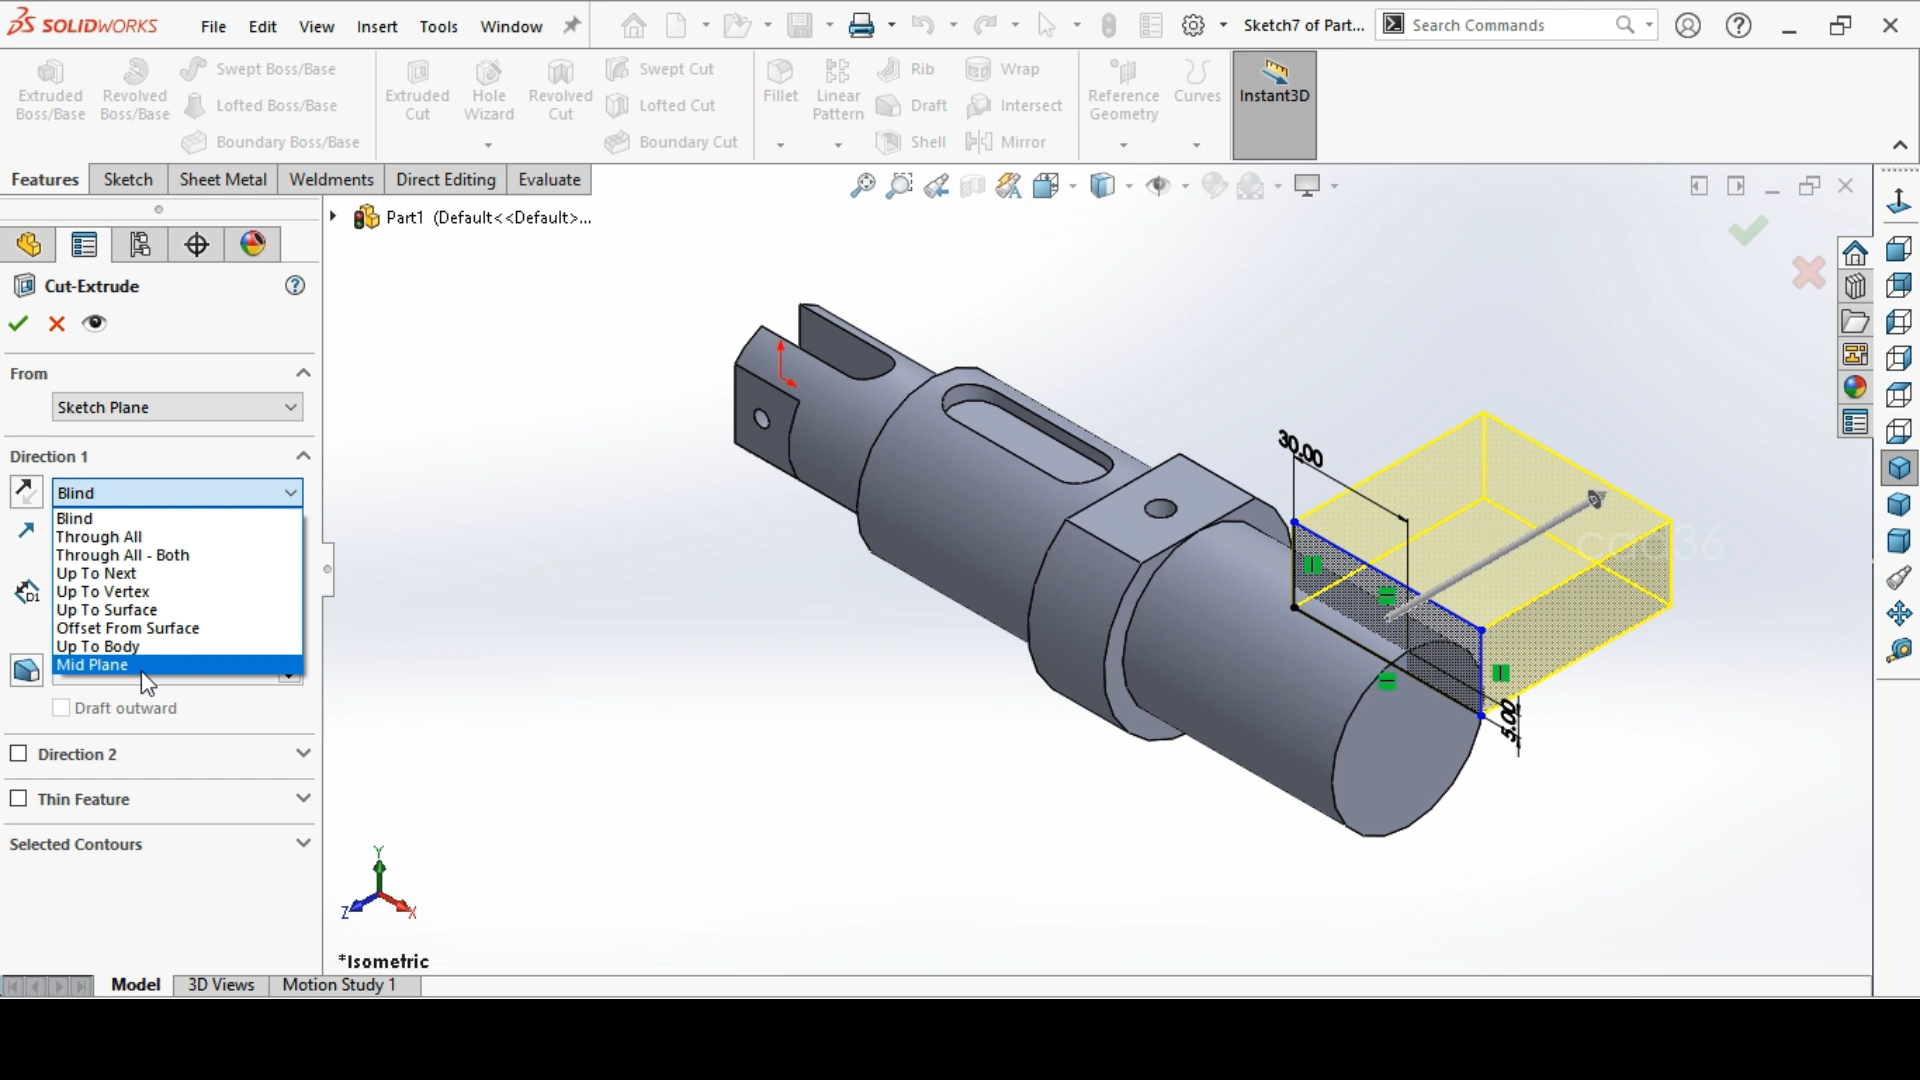 SOLIDWORKS
File Edit View Insert Tools Window
Sketch7 of Part... Search Commands
Extruded Boss/Base
Revolved Boss/Base
Swept Boss/Base
Lofted Boss/Base
Boundary Boss/Base
Extruded Cut
Hole Wizard
Revolved Cut
Swept Cut
Lofted Cut
Boundary Cut
Fillet
Linear Pattern
Rib
Draft
Shell
Wrap
Intersect
Mirror
Reference Geometry
Curves
Instant3D
Features Sketch Sheet Metal Weldments Direct Editing Evaluate
Part1 (Default<<Default>...
Cut-Extrude
From
Sketch Plane
Direction 1
Blind
Blind
Through All
Through All - Both
Up To Next
Up To Vertex
Up To Surface
Offset From Surface
Up To Body
Mid Plane
Draft outward
Direction 2
Thin Feature
Selected Contours
30.00
5.00
cad36
Y
Z X
*Isometric
Model 3D Views Motion Study 1